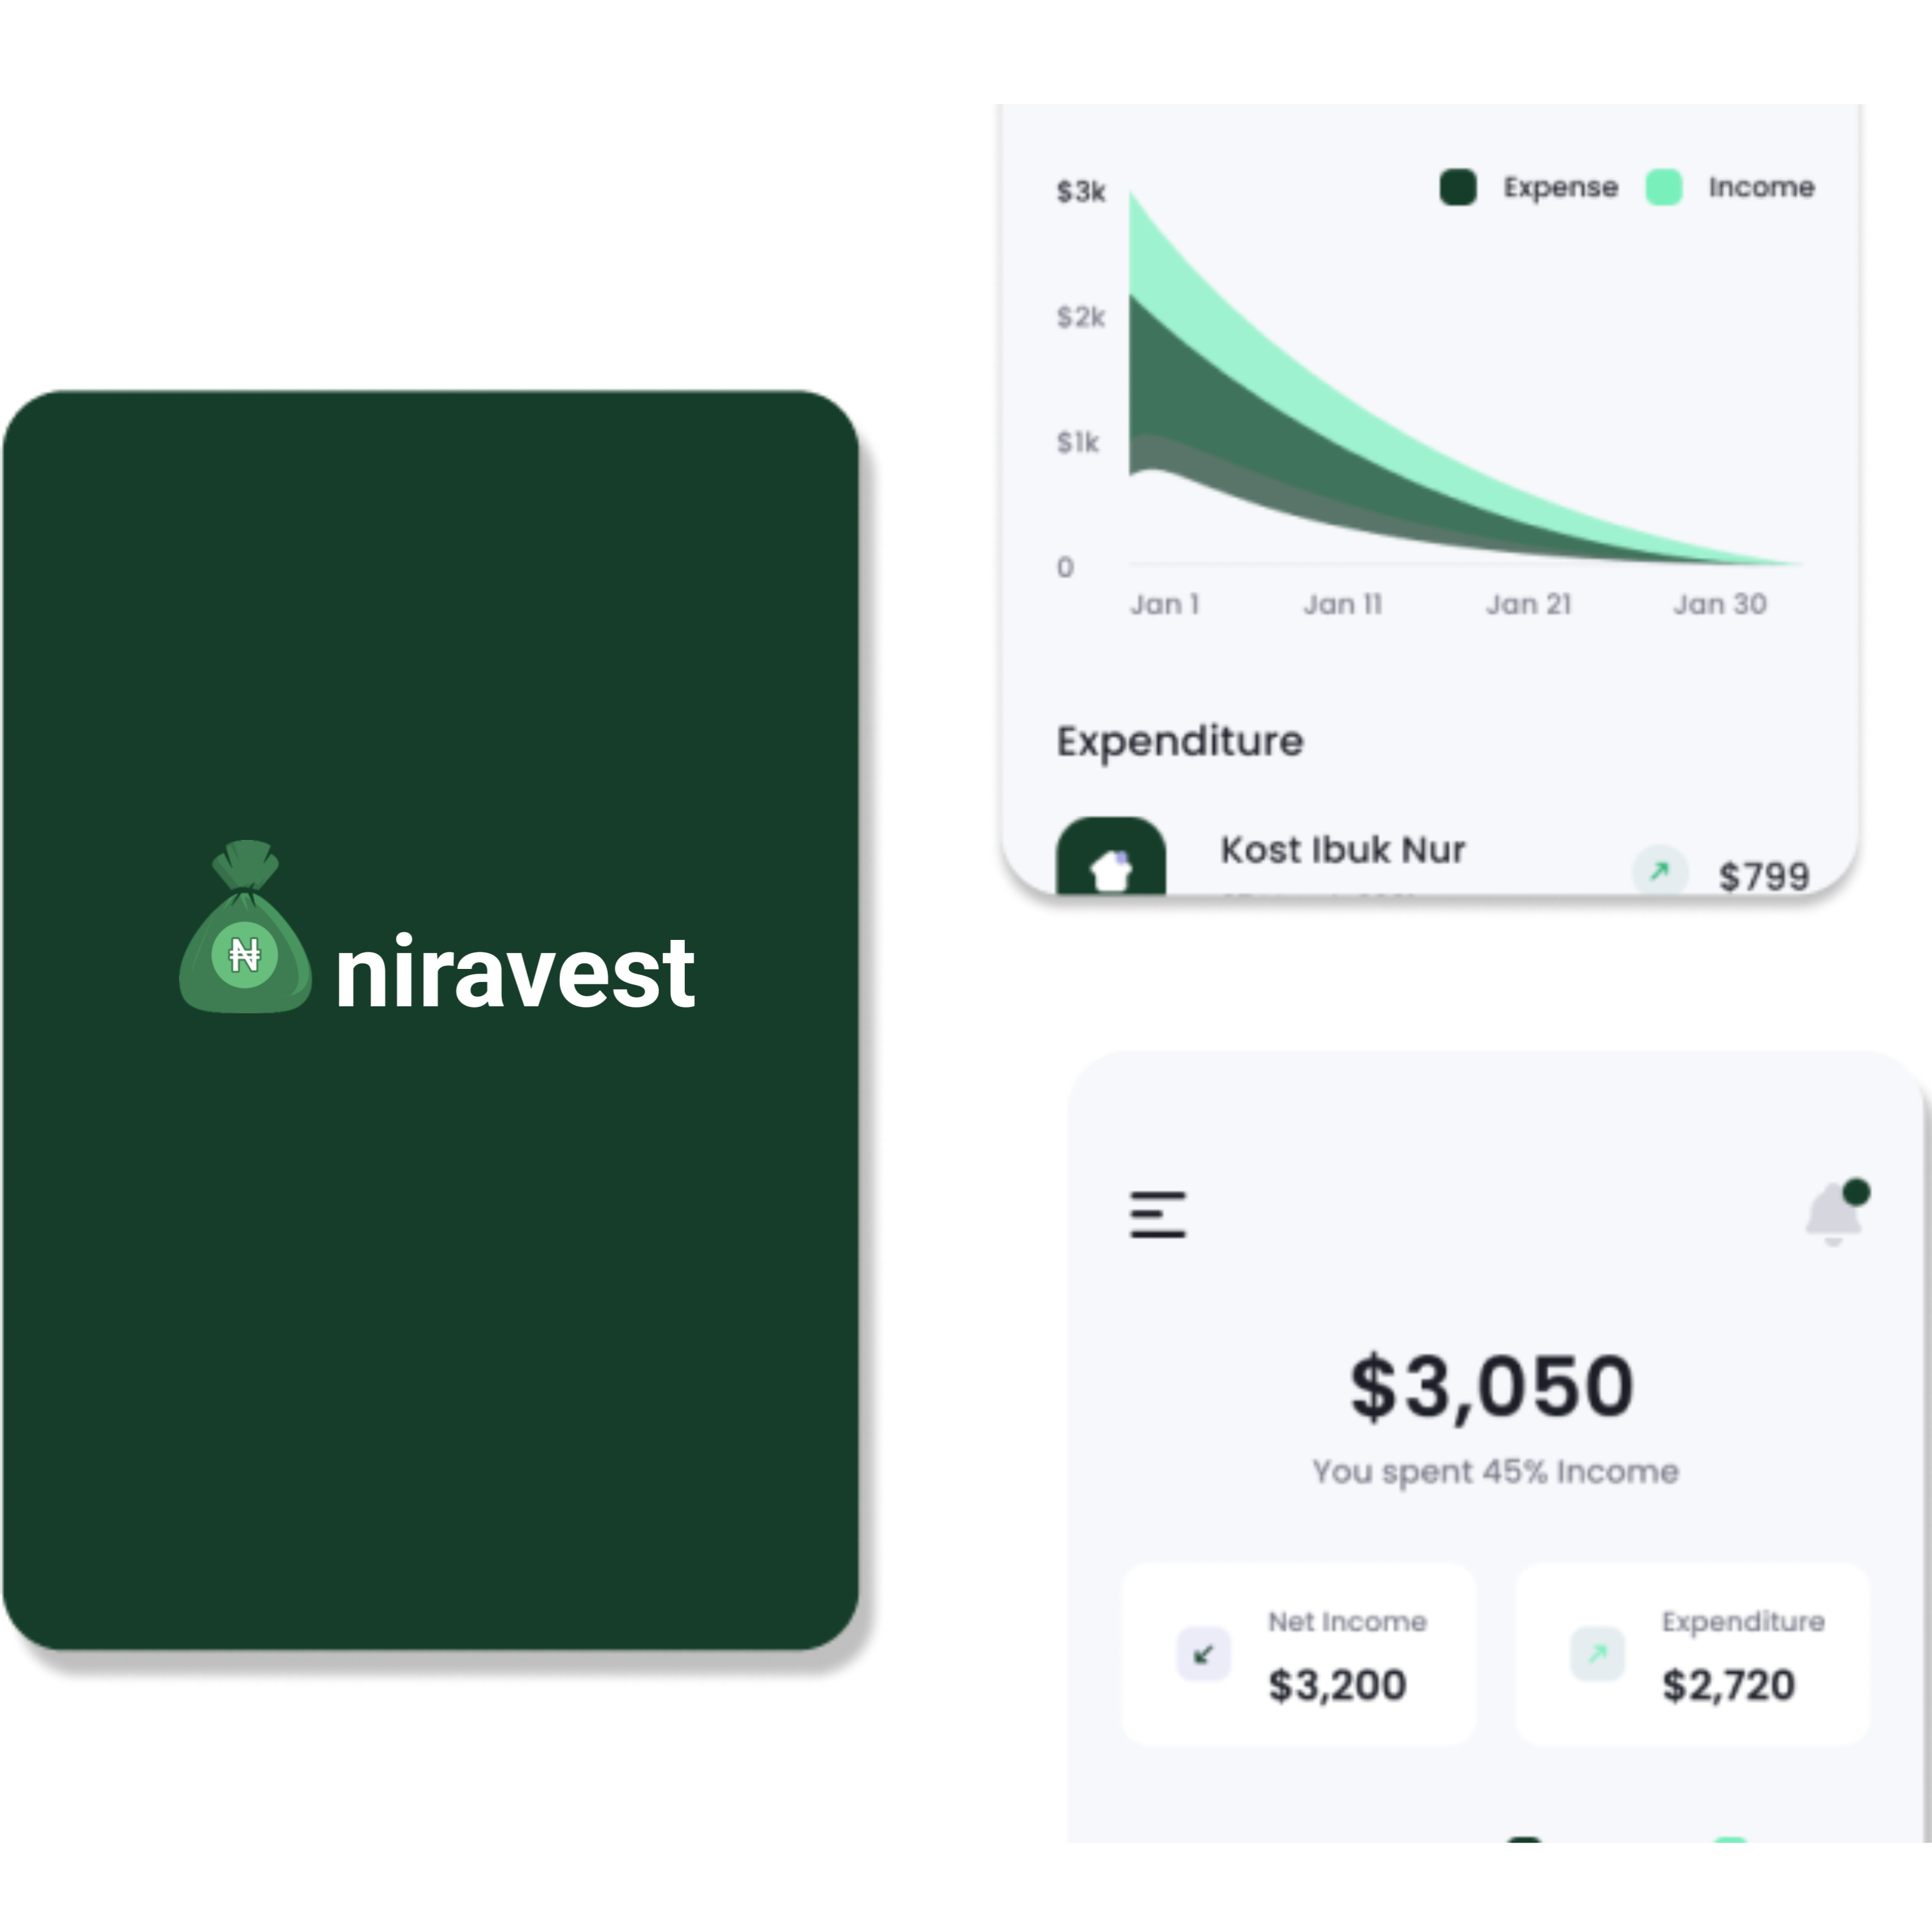 ₦ niravest
Expense Income
$3k
$2k
$1k
0
Jan 1 Jan 11 Jan 21 Jan 30
Expenditure
Kost Ibuk Nur
$799
$3,050
You spent 45% Income
Net Income
$3,200
Expenditure
$2,720